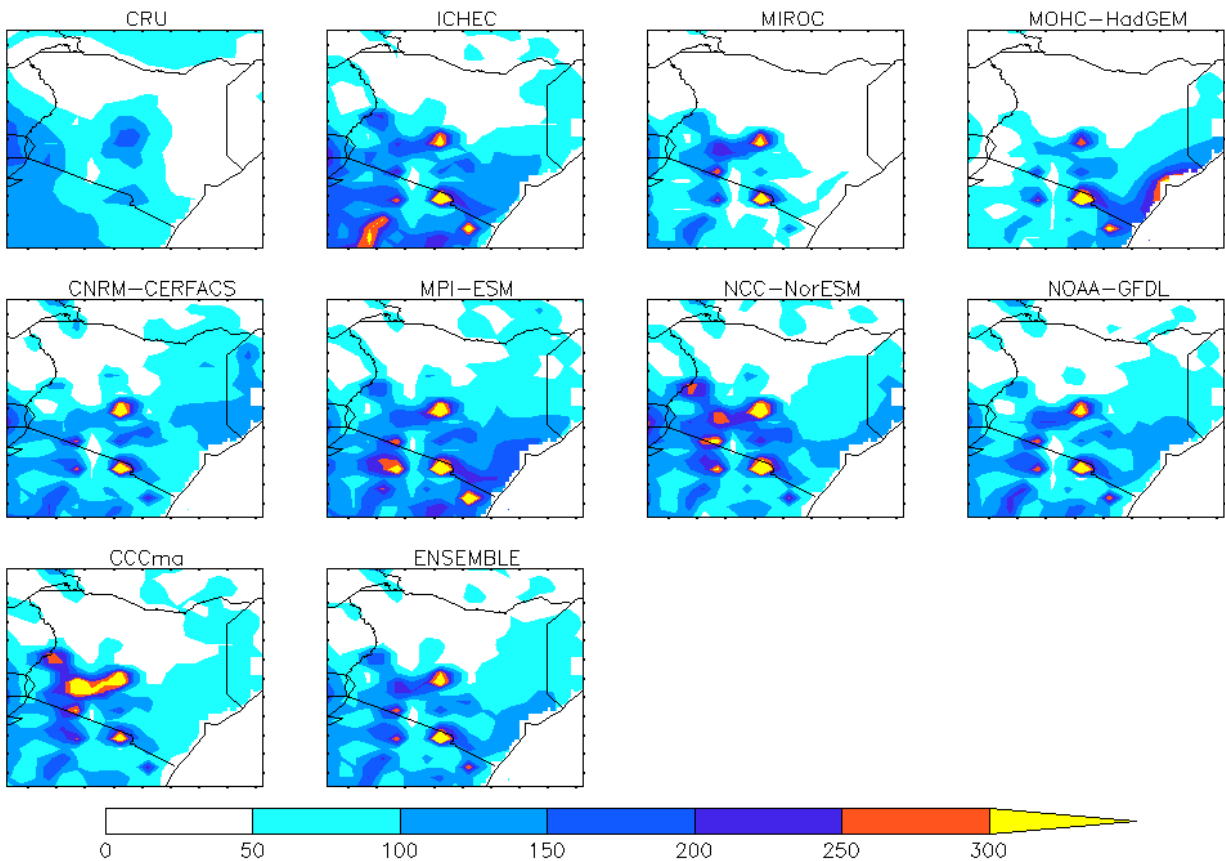 CRU ICHEC MIROC MOHC-HadGEM
CNRM-CERFACS MPI-ESM NCC-NorESM NOAA-GFDL
CCCma ENSEMBLE
0 50 100 150 200 250 300